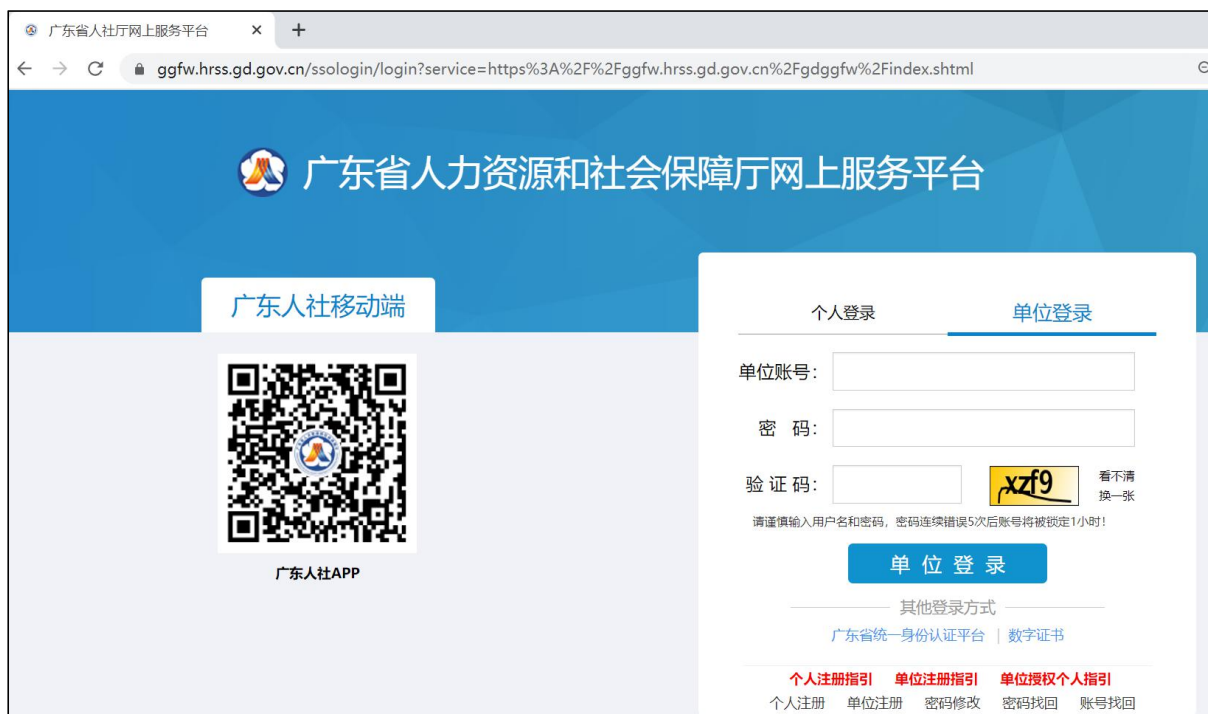 广东省人社厅网上服务平台
ggfw.hrss.gd.gov.cn/ssologin/login?service=https%3A%2F%2Fggfw.hrss.gd.gov.cn%2Fgdggfw%2Findex.shtml
广东省人力资源和社会保障厅网上服务平台
广东人社移动端
广东人社APP
个人登录 单位登录
单位账号:
密 码:
验 证 码: xzf9 看不清
换一张
请谨慎输入用户名和密码，密码连续错误5次后账号将被锁定1小时!
单 位 登 录
其他登录方式
广东省统一身份认证平台 | 数字证书
个人注册指引 单位注册指引 单位授权个人指引
个人注册 单位注册 密码修改 密码找回 账号找回